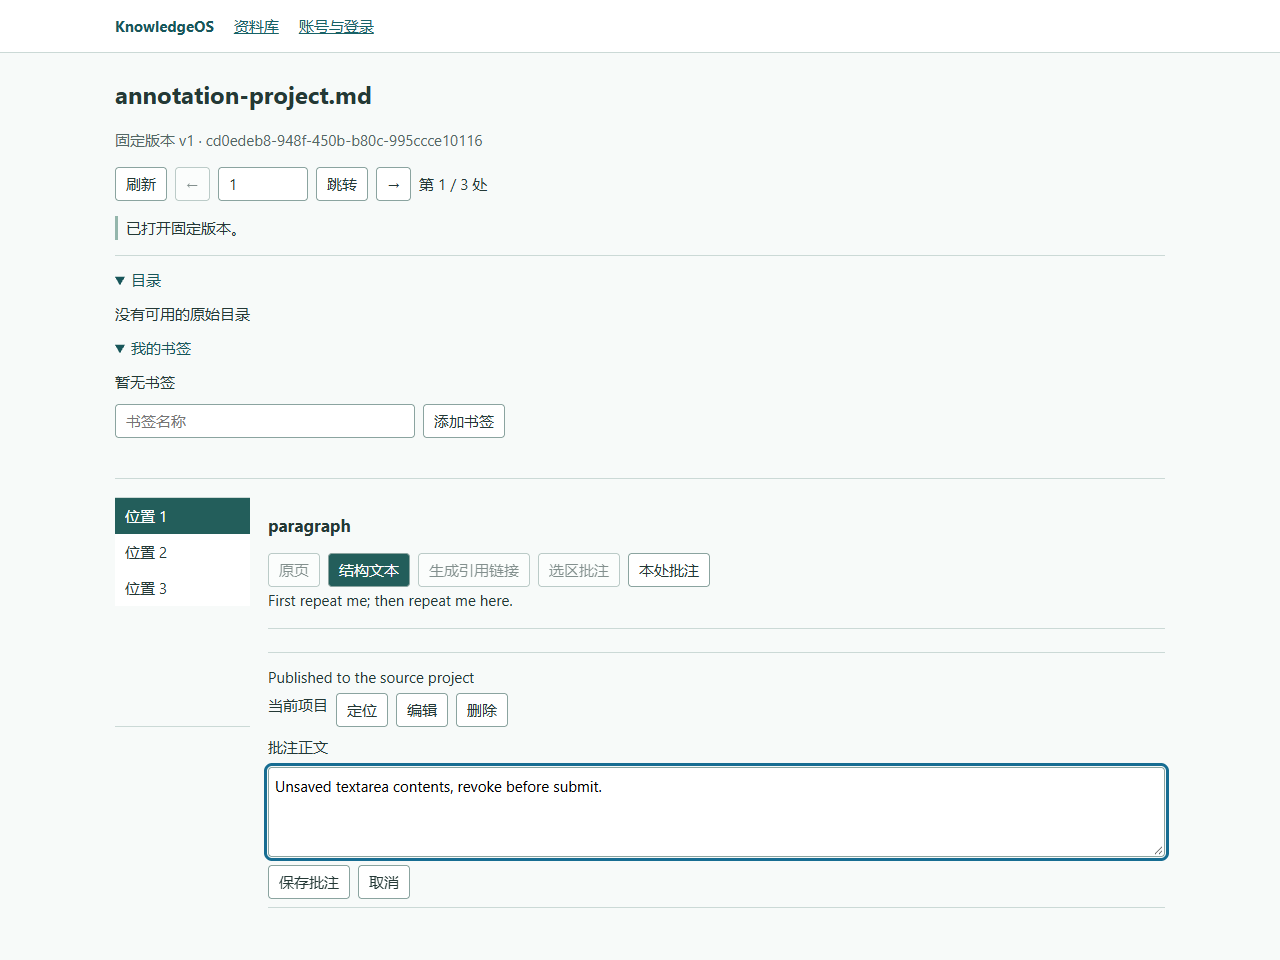 KnowledgeOS 资料库 账号与登录
annotation-project.md
固定版本 v1 · cd0edeb8-948f-450b-b80c-995ccce10116
刷新 ← 1 跳转 → 第 1 / 3 处
已打开固定版本。
▼ 目录
没有可用的原始目录
▼ 我的书签
暂无书签
书签名称 添加书签
位置 1
位置 2
位置 3
paragraph
原页 结构文本 生成引用链接 选区批注 本处批注
First repeat me; then repeat me here.
Published to the source project
当前项目 定位 编辑 删除
批注正文
Unsaved textarea contents, revoke before submit.
保存批注 取消